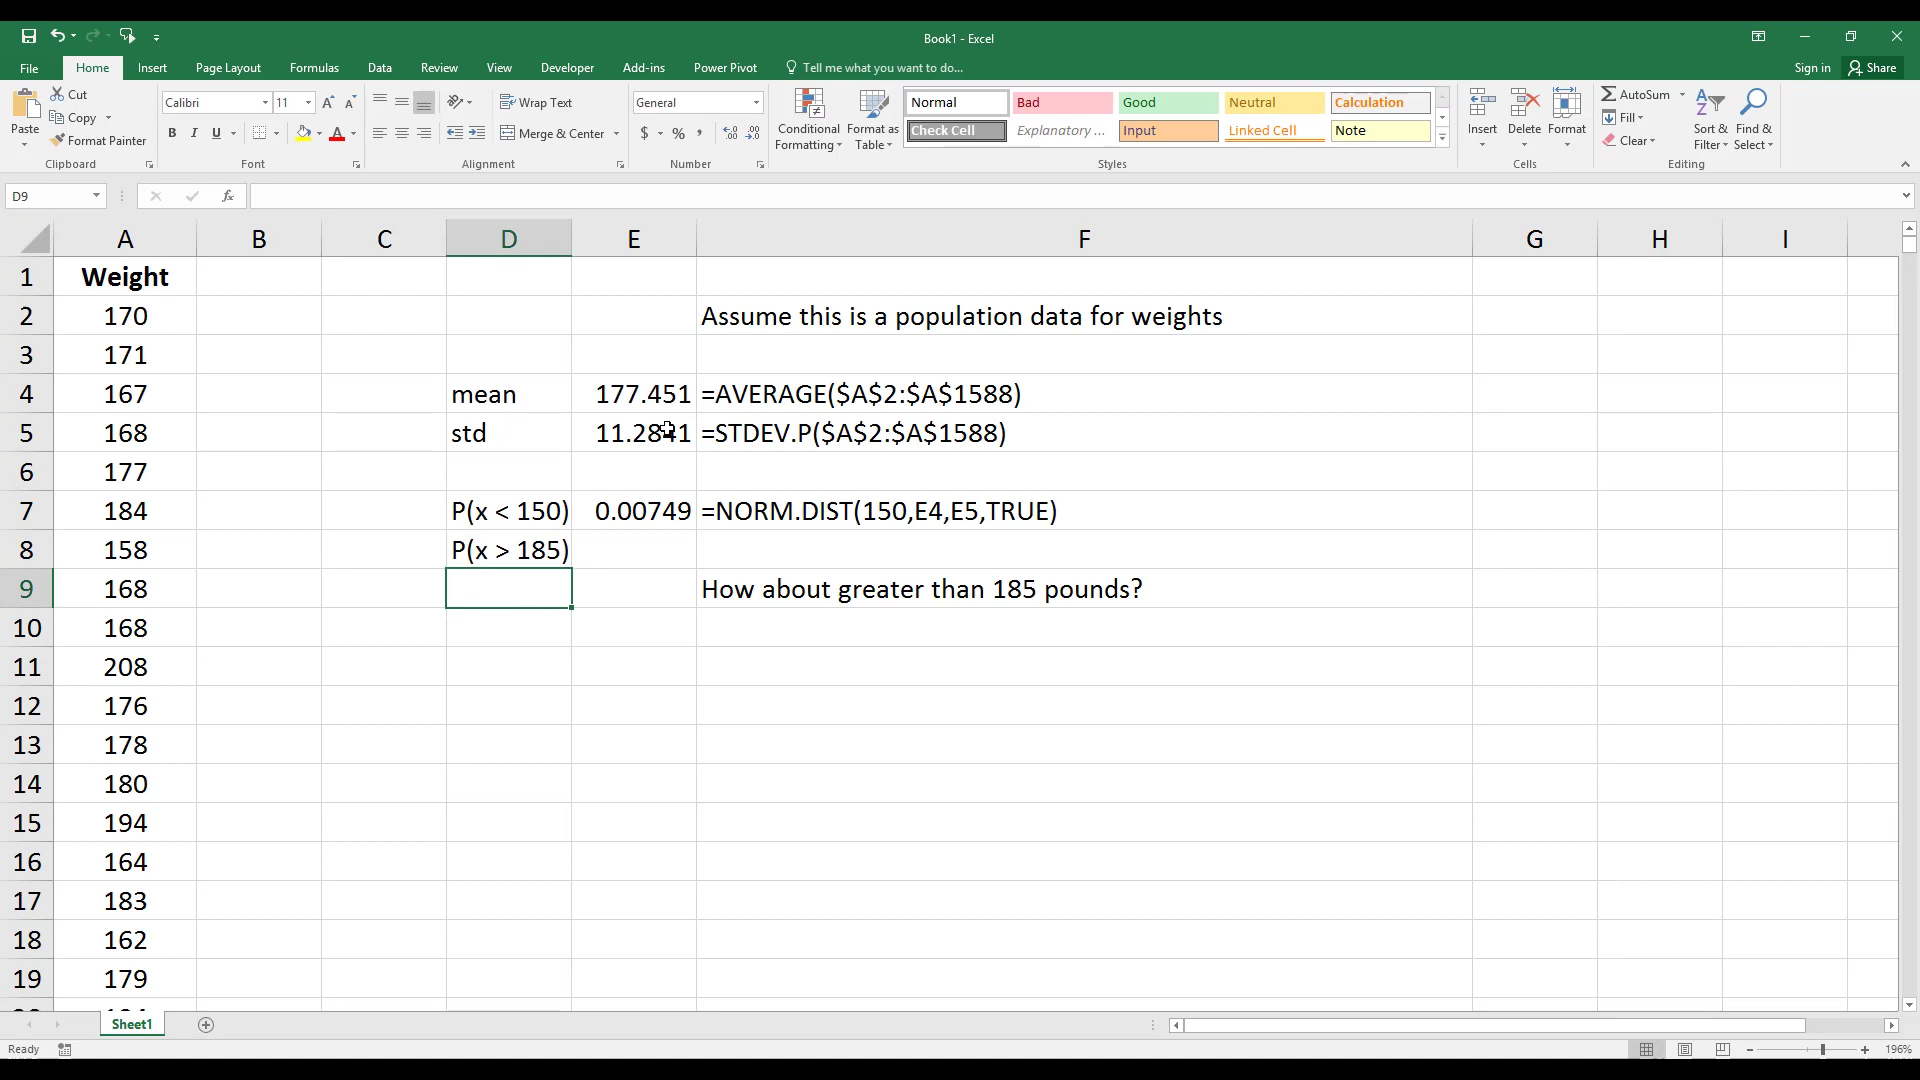 Book1 - Excel
File Home Insert Page Layout Formulas Data Review View Developer Add-ins Power Pivot Tell me what you want to do... Sign in Share
Paste
Cut
Copy
Format Painter
Clipboard
Calibri 11
B I U A
Font
Wrap Text
Merge & Center
Alignment
General
$ % ,
Number
Conditional Formatting
Format as Table
Normal Bad Good Neutral Calculation
Check Cell Explanatory ... Input Linked Cell Note
Styles
Insert Delete Format
Cells
AutoSum
Fill
Clear
Sort & Filter
Find & Select
Editing
D9 fx
A B C D E F G H I
1 Weight
2 170 Assume this is a population data for weights
3 171
4 167 mean 177.451 =AVERAGE($A$2:$A$1588)
5 168 std 11.2841 =STDEV.P($A$2:$A$1588)
6 177
7 184 P(x < 150) 0.00749 =NORM.DIST(150,E4,E5,TRUE)
8 158 P(x > 185)
9 168 How about greater than 185 pounds?
10 168
11 208
12 176
13 178
14 180
15 194
16 164
17 183
18 162
19 179
Sheet1
Ready 196%